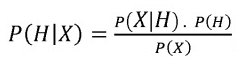 P(H|X) = P(X|H) . P(H) / P(X)